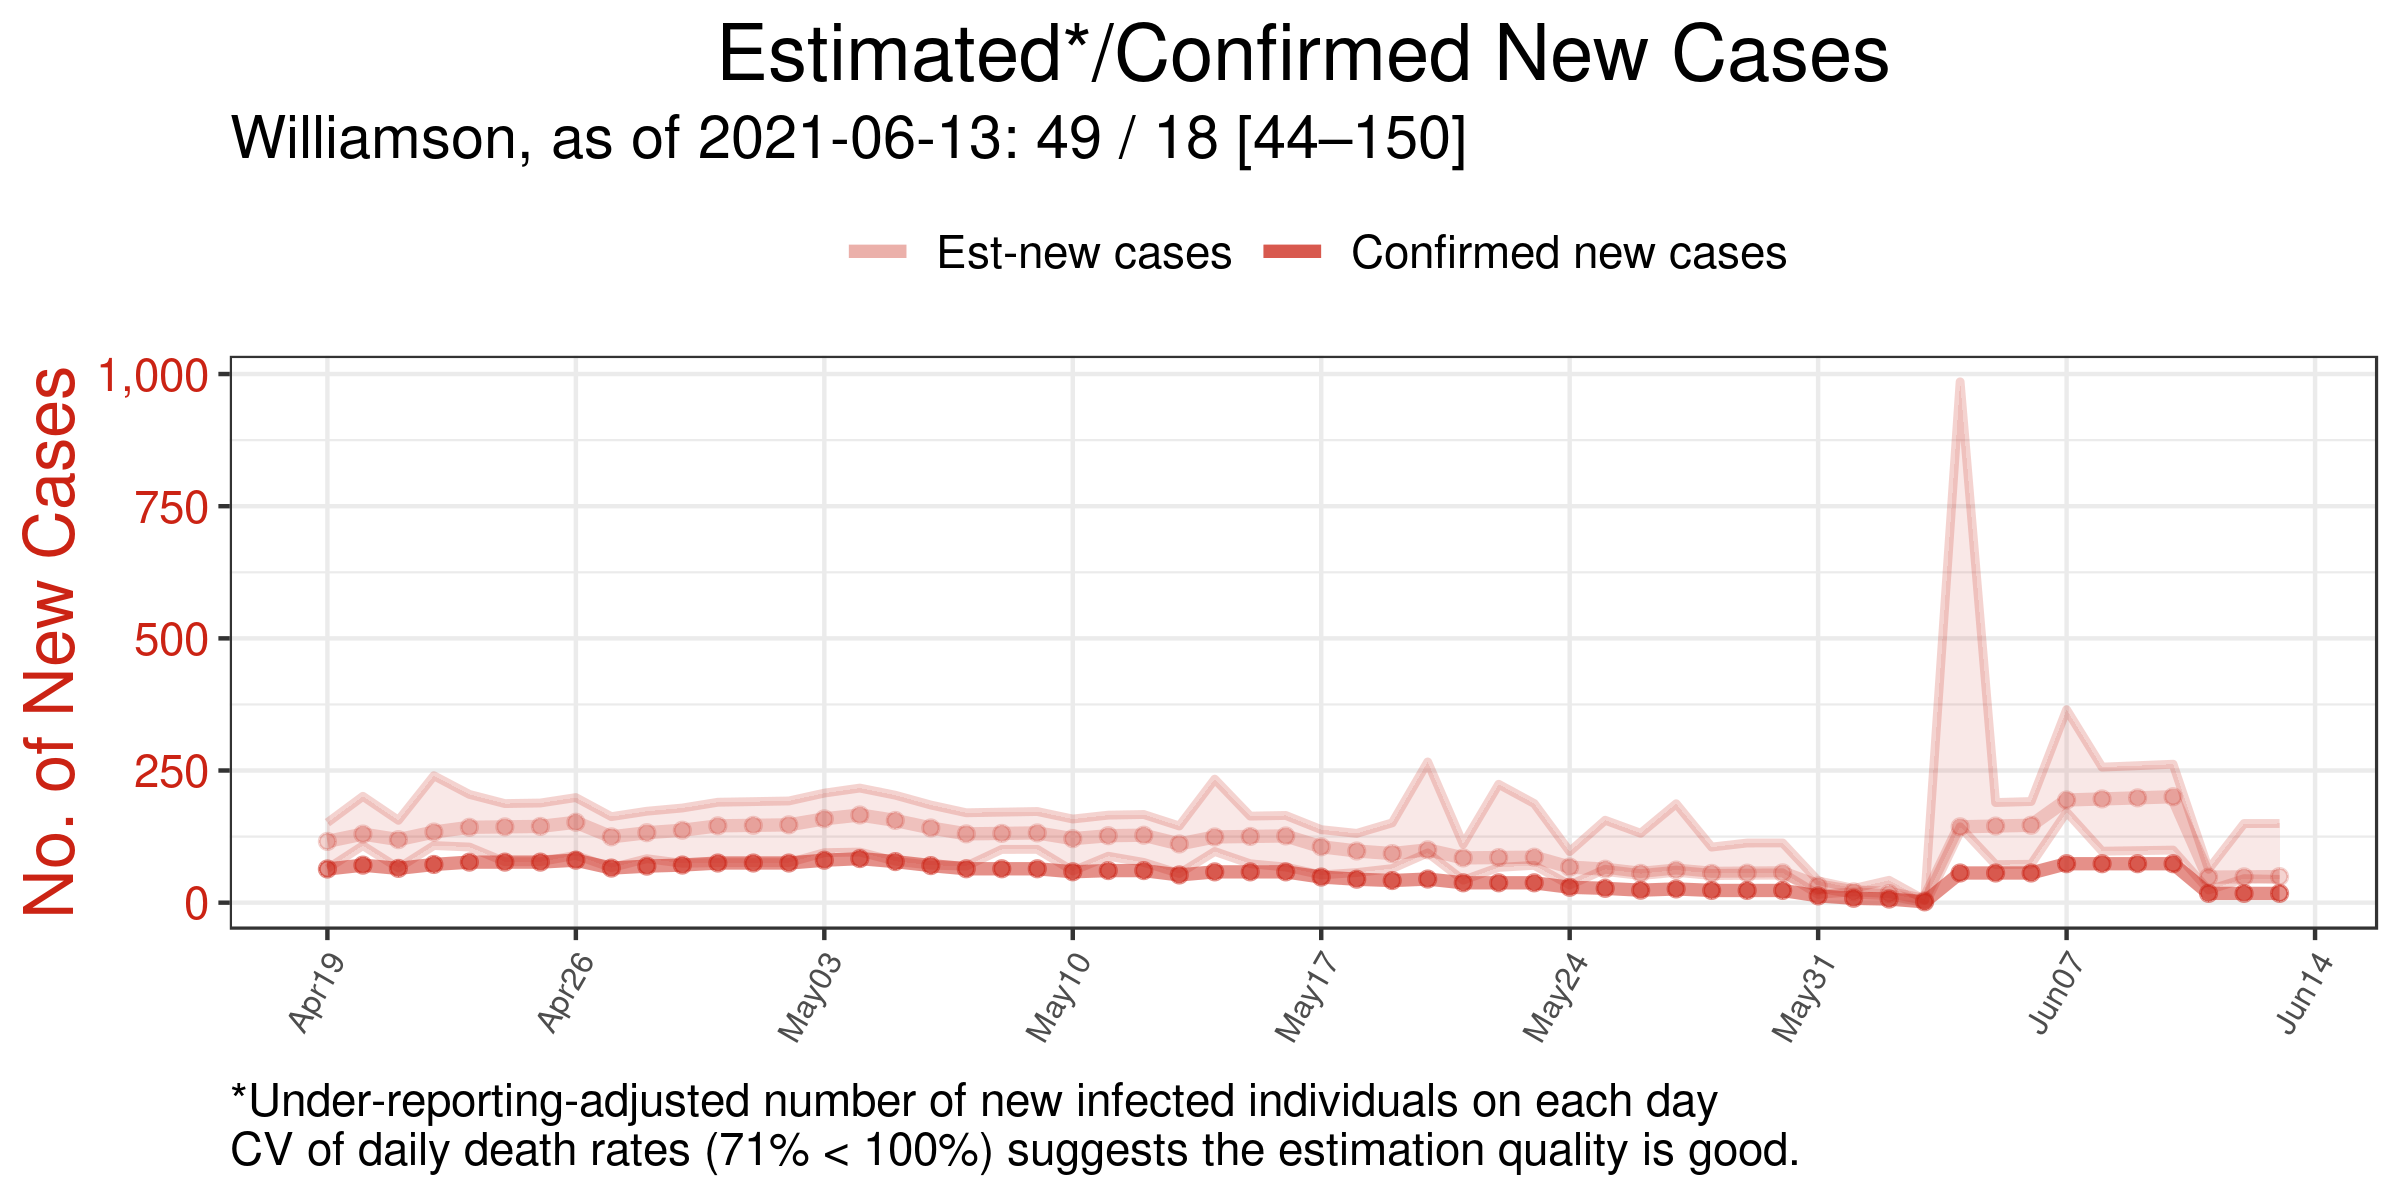 Estimated*/Confirmed New Cases
Williamson, as of 2021-06-13: 49 / 18 [44–150]
Est-new cases Confirmed new cases
No. of New Cases
1,000
750
500
250
0
Apr19 Apr26 May03 May10 May17 May24 May31 Jun07 Jun14
*Under-reporting-adjusted number of new infected individuals on each day
CV of daily death rates (71% < 100%) suggests the estimation quality is good.